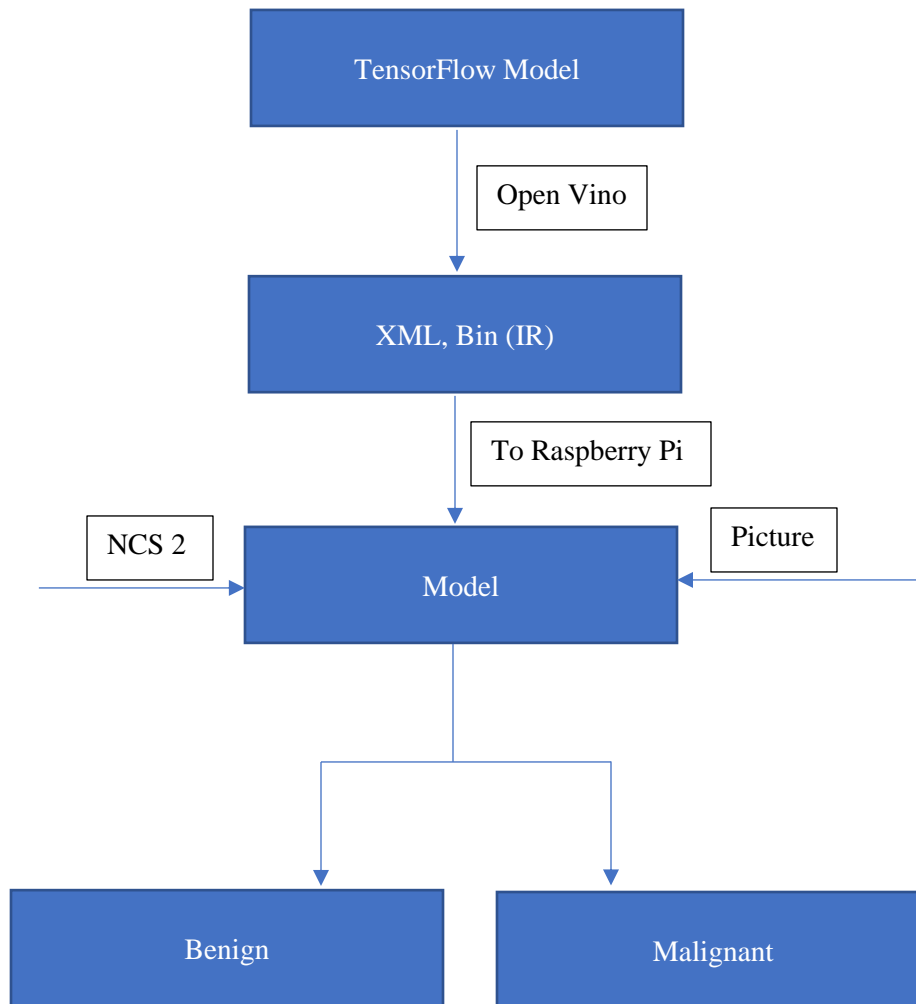 TensorFlow Model
Open Vino
XML, Bin (IR)
To Raspberry Pi
NCS 2
Picture
Model
Benign
Malignant